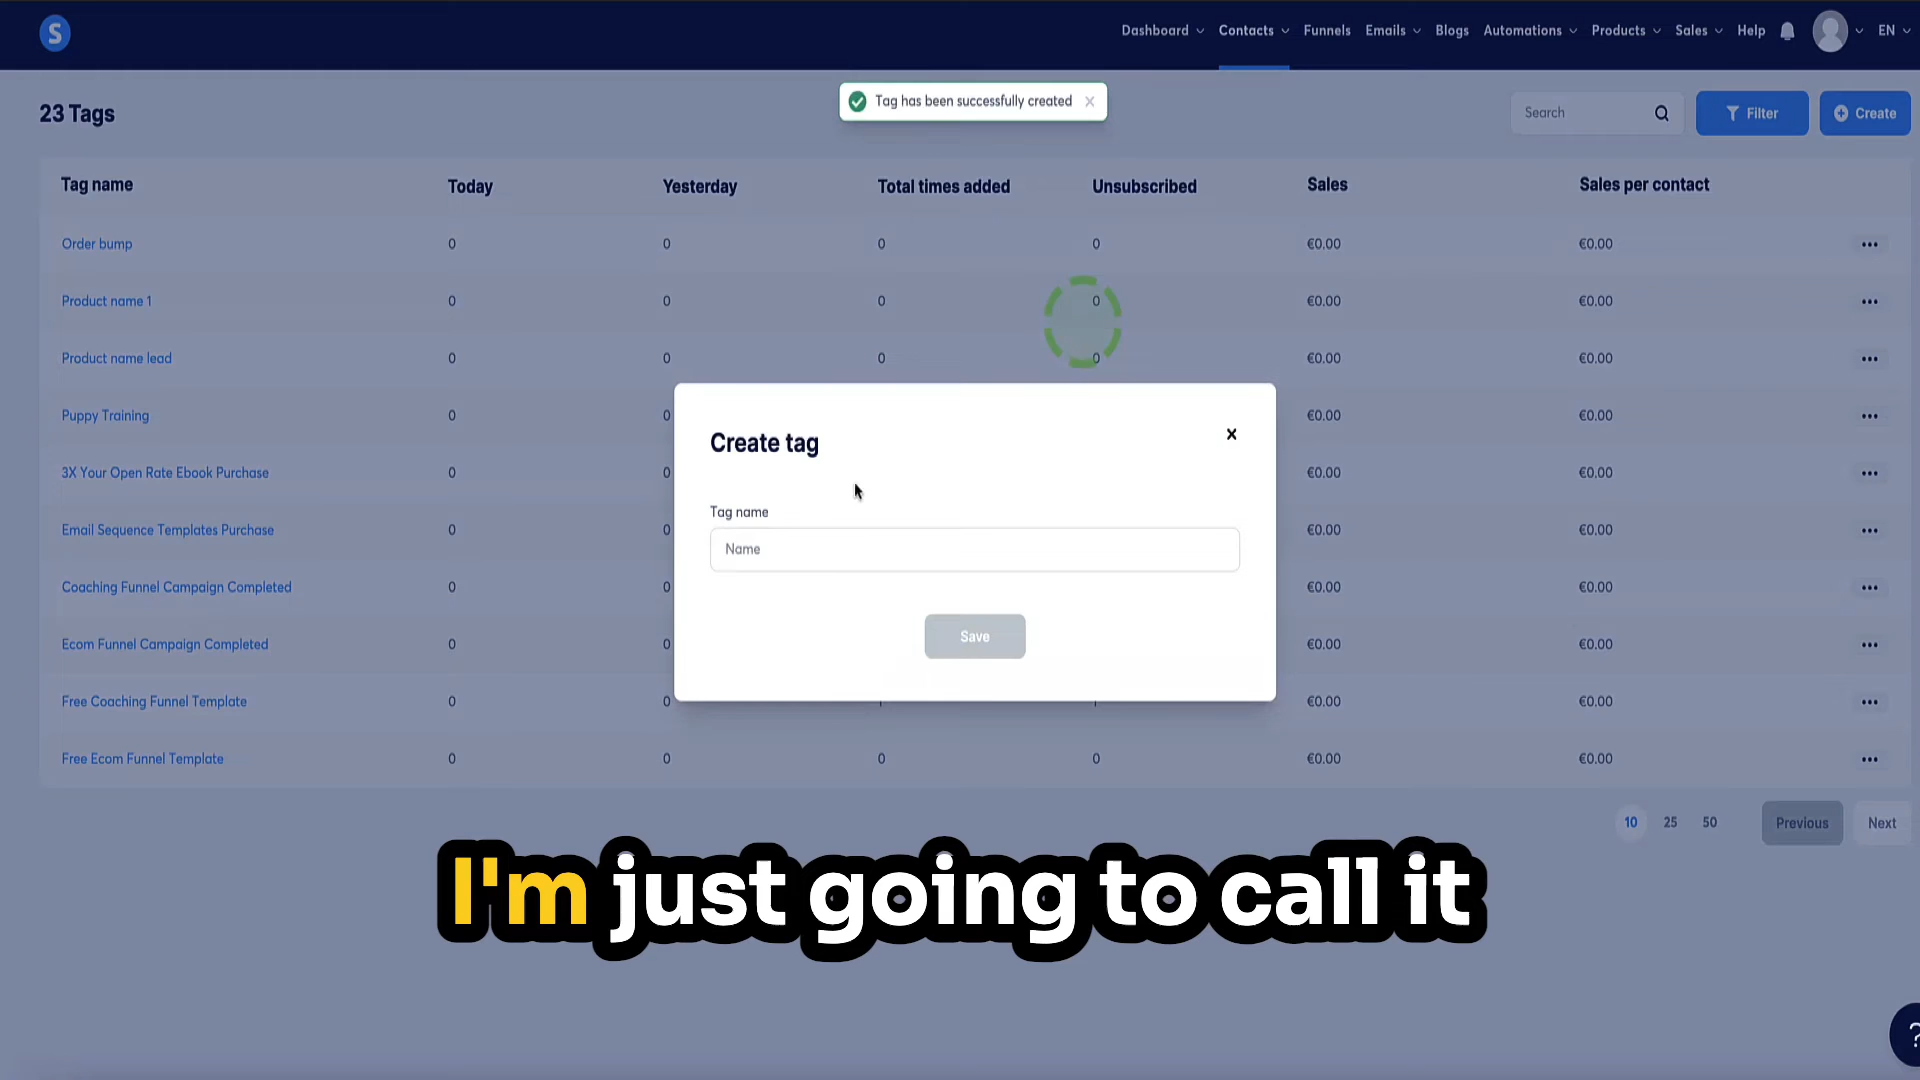 S
Dashboard Contacts Funnels Emails Blogs Automations Products Sales Help EN
Tag has been successfully created
23 Tags
Search
Filter
Create
Tag name Today Yesterday Total times added Unsubscribed Sales Sales per contact
Order bump 0 0 0 0 €0.00 €0.00
Product name 1 0 0 0 0 €0.00 €0.00
Product name lead 0 0 0 0 €0.00 €0.00
Puppy Training 0 0 €0.00 €0.00
3X Your Open Rate Ebook Purchase 0 0 €0.00 €0.00
Email Sequence Templates Purchase 0 0 €0.00 €0.00
Coaching Funnel Campaign Completed 0 0 €0.00 €0.00
Ecom Funnel Campaign Completed 0 0 €0.00 €0.00
Free Coaching Funnel Template 0 0 €0.00 €0.00
Free Ecom Funnel Template 0 0 0 0 €0.00 €0.00
Create tag
Tag name
Name
Save
10 25 50 Previous Next
I'm just going to call it
?